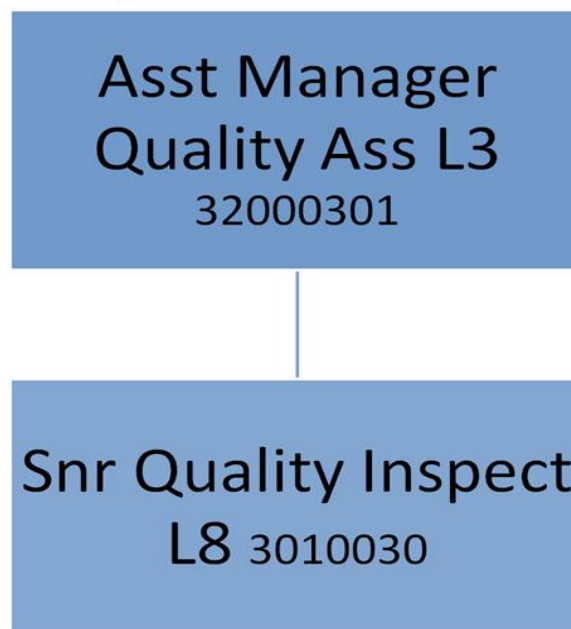 Asst Manager
Quality Ass L3
32000301
Snr Quality Inspect
L8 3010030